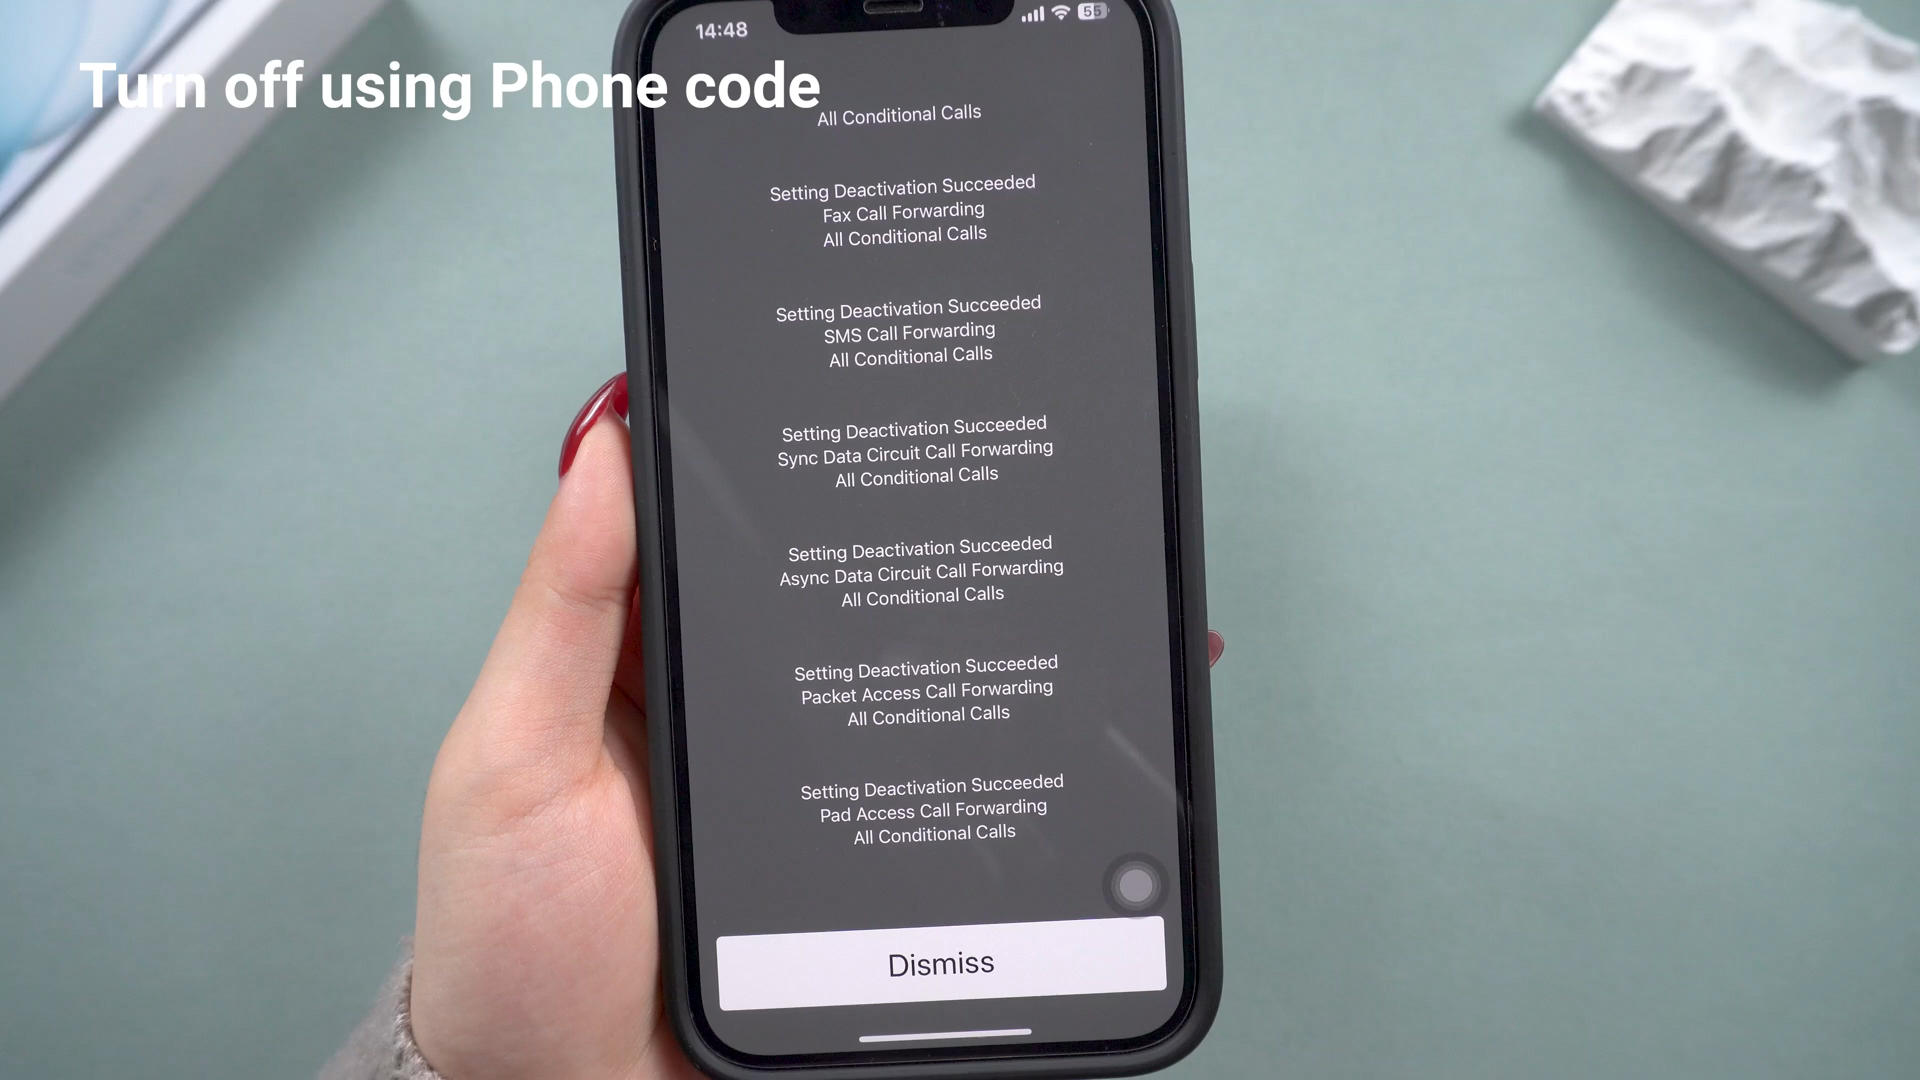 14:48
55
Turn off using Phone code
All Conditional Calls
Setting Deactivation Succeeded
Fax Call Forwarding
All Conditional Calls
Setting Deactivation Succeeded
SMS Call Forwarding
All Conditional Calls
Setting Deactivation Succeeded
Sync Data Circuit Call Forwarding
All Conditional Calls
Setting Deactivation Succeeded
Async Data Circuit Call Forwarding
All Conditional Calls
Setting Deactivation Succeeded
Packet Access Call Forwarding
All Conditional Calls
Setting Deactivation Succeeded
Pad Access Call Forwarding
All Conditional Calls
Dismiss